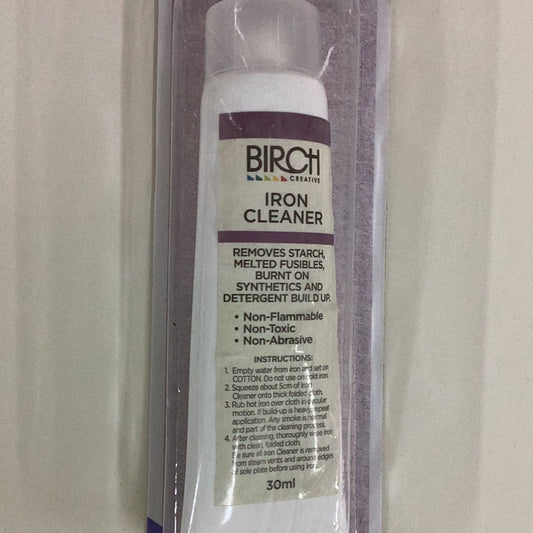 BIRCH
CREATIVE
IRON
CLEANER
REMOVES STARCH,
MELTED FUSIBLES,
BURNT ON
SYNTHETICS AND
DETERGENT BUILD UP.
• Non-Flammable
• Non-Toxic
• Non-Abrasive
INSTRUCTIONS:
1. Empty water from iron and set on
COTTON. Do not use on cold iron.
2. Squeeze about 5cm of Iron
Cleaner onto thick folded cloth.
3. Rub hot iron over cloth in circular
motion. If build-up is heavy, repeat
application. Any smoke is normal
and part of the cleaning process.
4. After cleaning, thoroughly wipe iron
with clean, folded cloth.
Be sure all Iron Cleaner is removed
from steam vents and around edges
of sole plate before using iron.
30ml